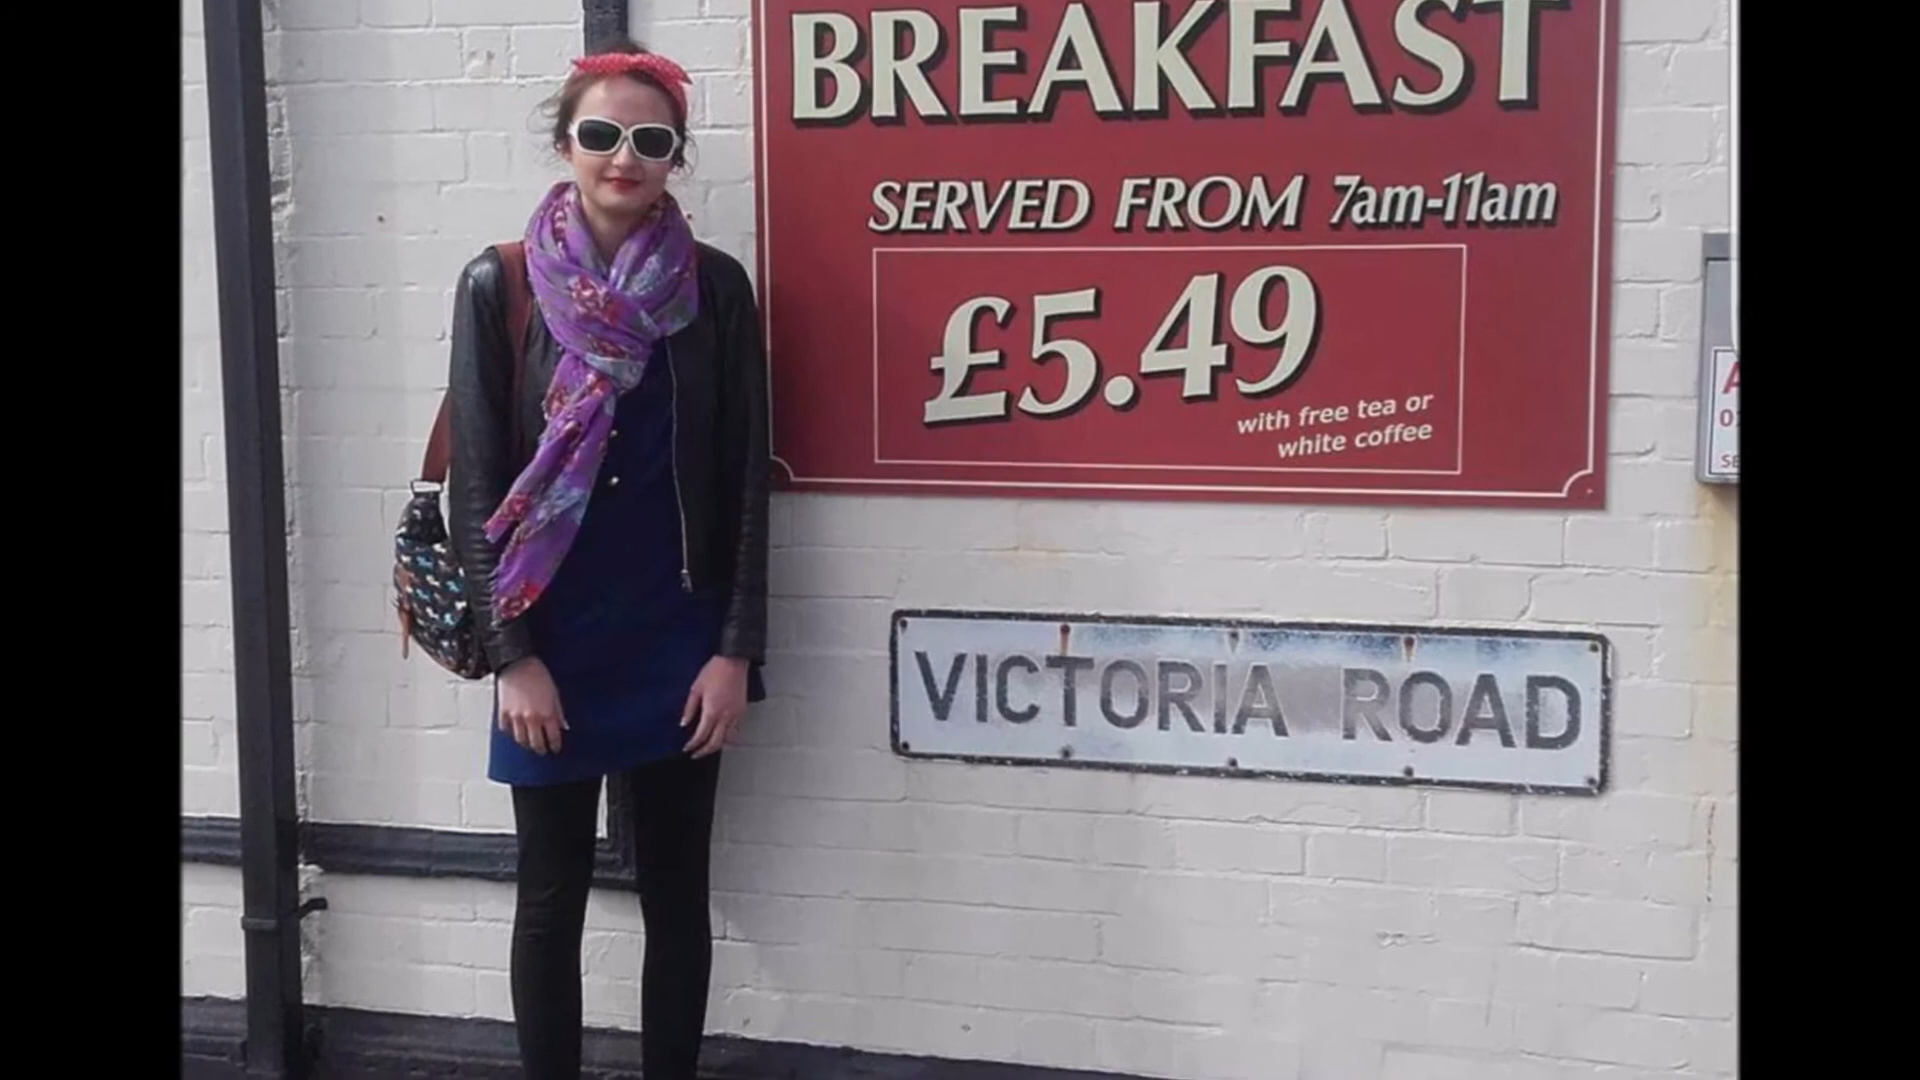 BREAKFAST
SERVED FROM 7am-11am
£5.49
with free tea or
white coffee
VICTORIA ROAD